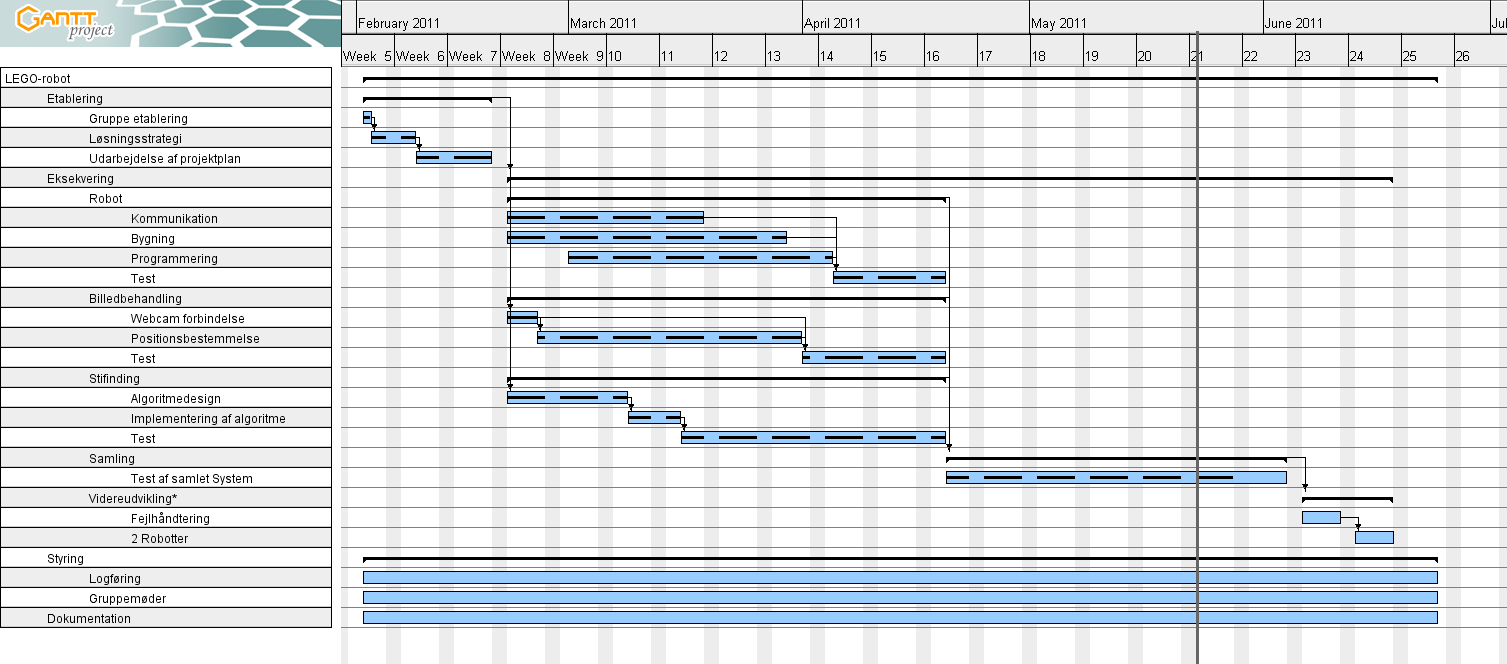 GANTT project
February 2011 March 2011 April 2011 May 2011 June 2011 Jul
Week 5 Week 6 Week 7 Week 8 Week 9 10 11 12 13 14 15 16 17 18 19 20 21 22 23 24 25 26
LEGO-robot
Etablering
Gruppe etablering
Løsningsstrategi
Udarbejdelse af projektplan
Eksekvering
Robot
Kommunikation
Bygning
Programmering
Test
Billedbehandling
Webcam forbindelse
Positionsbestemmelse
Test
Stifinding
Algoritmedesign
Implementering af algoritme
Test
Samling
Test af samlet System
Videreudvikling*
Fejlhåndtering
2 Robotter
Styring
Logføring
Gruppemøder
Dokumentation